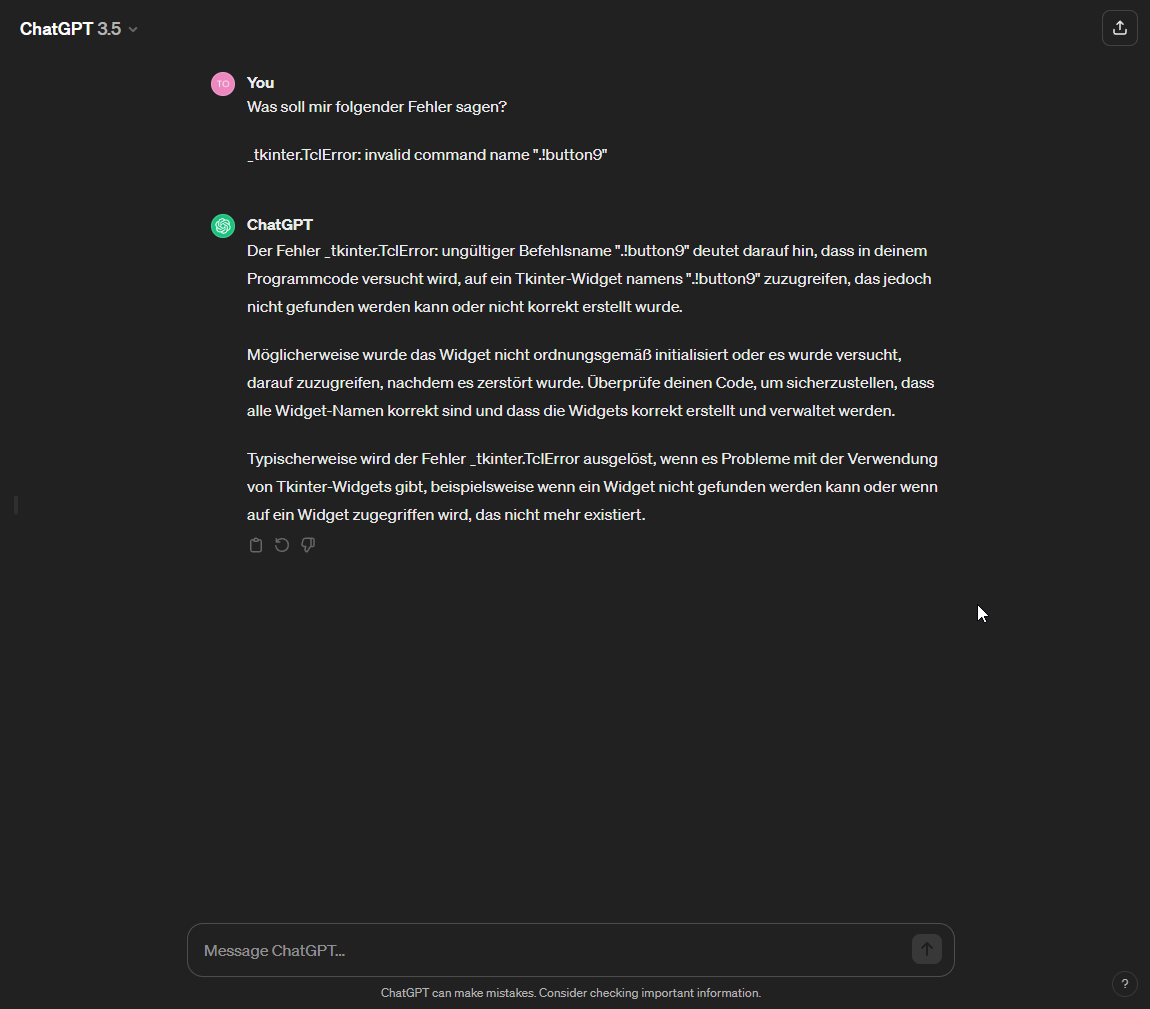 ChatGPT 3.5
TO
You
Was soll mir folgender Fehler sagen?
_tkinter.TclError: invalid command name ".!button9"
ChatGPT
Der Fehler _tkinter.TclError: ungültiger Befehlsname ".!button9" deutet darauf hin, dass in deinem
Programmcode versucht wird, auf ein Tkinter-Widget namens ".!button9" zuzugreifen, das jedoch
nicht gefunden werden kann oder nicht korrekt erstellt wurde.
Möglicherweise wurde das Widget nicht ordnungsgemäß initialisiert oder es wurde versucht,
darauf zuzugreifen, nachdem es zerstört wurde. Überprüfe deinen Code, um sicherzustellen, dass
alle Widget-Namen korrekt sind und dass die Widgets korrekt erstellt und verwaltet werden.
Typischerweise wird der Fehler _tkinter.TclError ausgelöst, wenn es Probleme mit der Verwendung
von Tkinter-Widgets gibt, beispielsweise wenn ein Widget nicht gefunden werden kann oder wenn
auf ein Widget zugegriffen wird, das nicht mehr existiert.
Message ChatGPT...
ChatGPT can make mistakes. Consider checking important information.
?